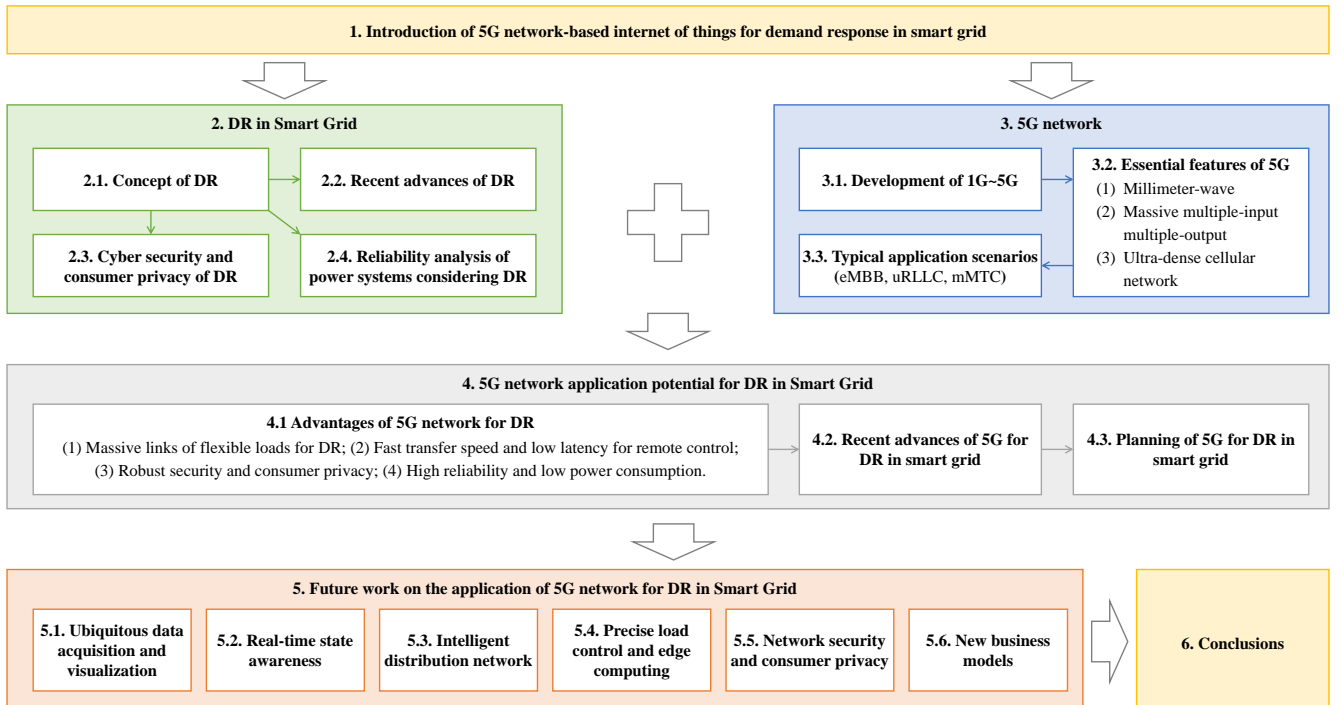 1. Introduction of 5G network-based internet of things for demand response in smart grid
2. DR in Smart Grid
2.1. Concept of DR
2.2. Recent advances of DR
2.3. Cyber security and
consumer privacy of DR
2.4. Reliability analysis of
power systems considering DR
3. 5G network
3.1. Development of 1G~5G
3.2. Essential features of 5G
(1) Millimeter-wave
(2) Massive multiple-input
multiple-output
(3) Ultra-dense cellular
network
3.3. Typical application scenarios
(eMBB, uRLLC, mMTC)
4. 5G network application potential for DR in Smart Grid
4.1 Advantages of 5G network for DR
(1) Massive links of flexible loads for DR; (2) Fast transfer speed and low latency for remote control;
(3) Robust security and consumer privacy; (4) High reliability and low power consumption.
4.2. Recent advances of 5G for
DR in smart grid
4.3. Planning of 5G for DR in
smart grid
5. Future work on the application of 5G network for DR in Smart Grid
5.1. Ubiquitous data
acquisition and
visualization
5.2. Real-time state
awareness
5.3. Intelligent
distribution network
5.4. Precise load
control and edge
computing
5.5. Network security
and consumer privacy
5.6. New business
models
6. Conclusions